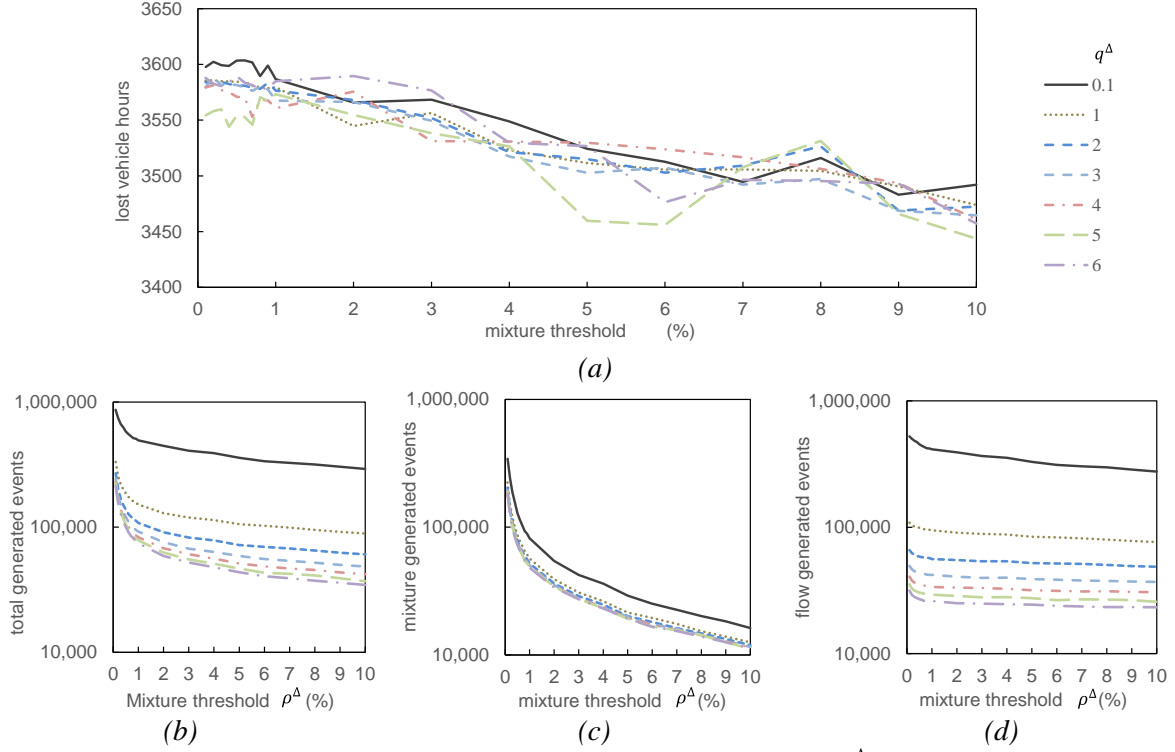 3650
3600
3550
3500
3450
3400
lost vehicle hours
0 1 2 3 4 5 6 7 8 9 10
mixture threshold (%)
q^Δ
0.1
1
2
3
4
5
6
(a)
1,000,000
100,000
10,000
total generated events
0 1 2 3 4 5 6 7 8 9 10
Mixture threshold ρ^Δ (%)
(b)
1,000,000
100,000
10,000
mixture generated events
0 1 2 3 4 5 6 7 8 9 10
mixture threshold ρ^Δ (%)
(c)
1,000,000
100,000
10,000
flow generated events
0 1 2 3 4 5 6 7 8 9 10
mixture threshold ρ^Δ (%)
(d)
Δ